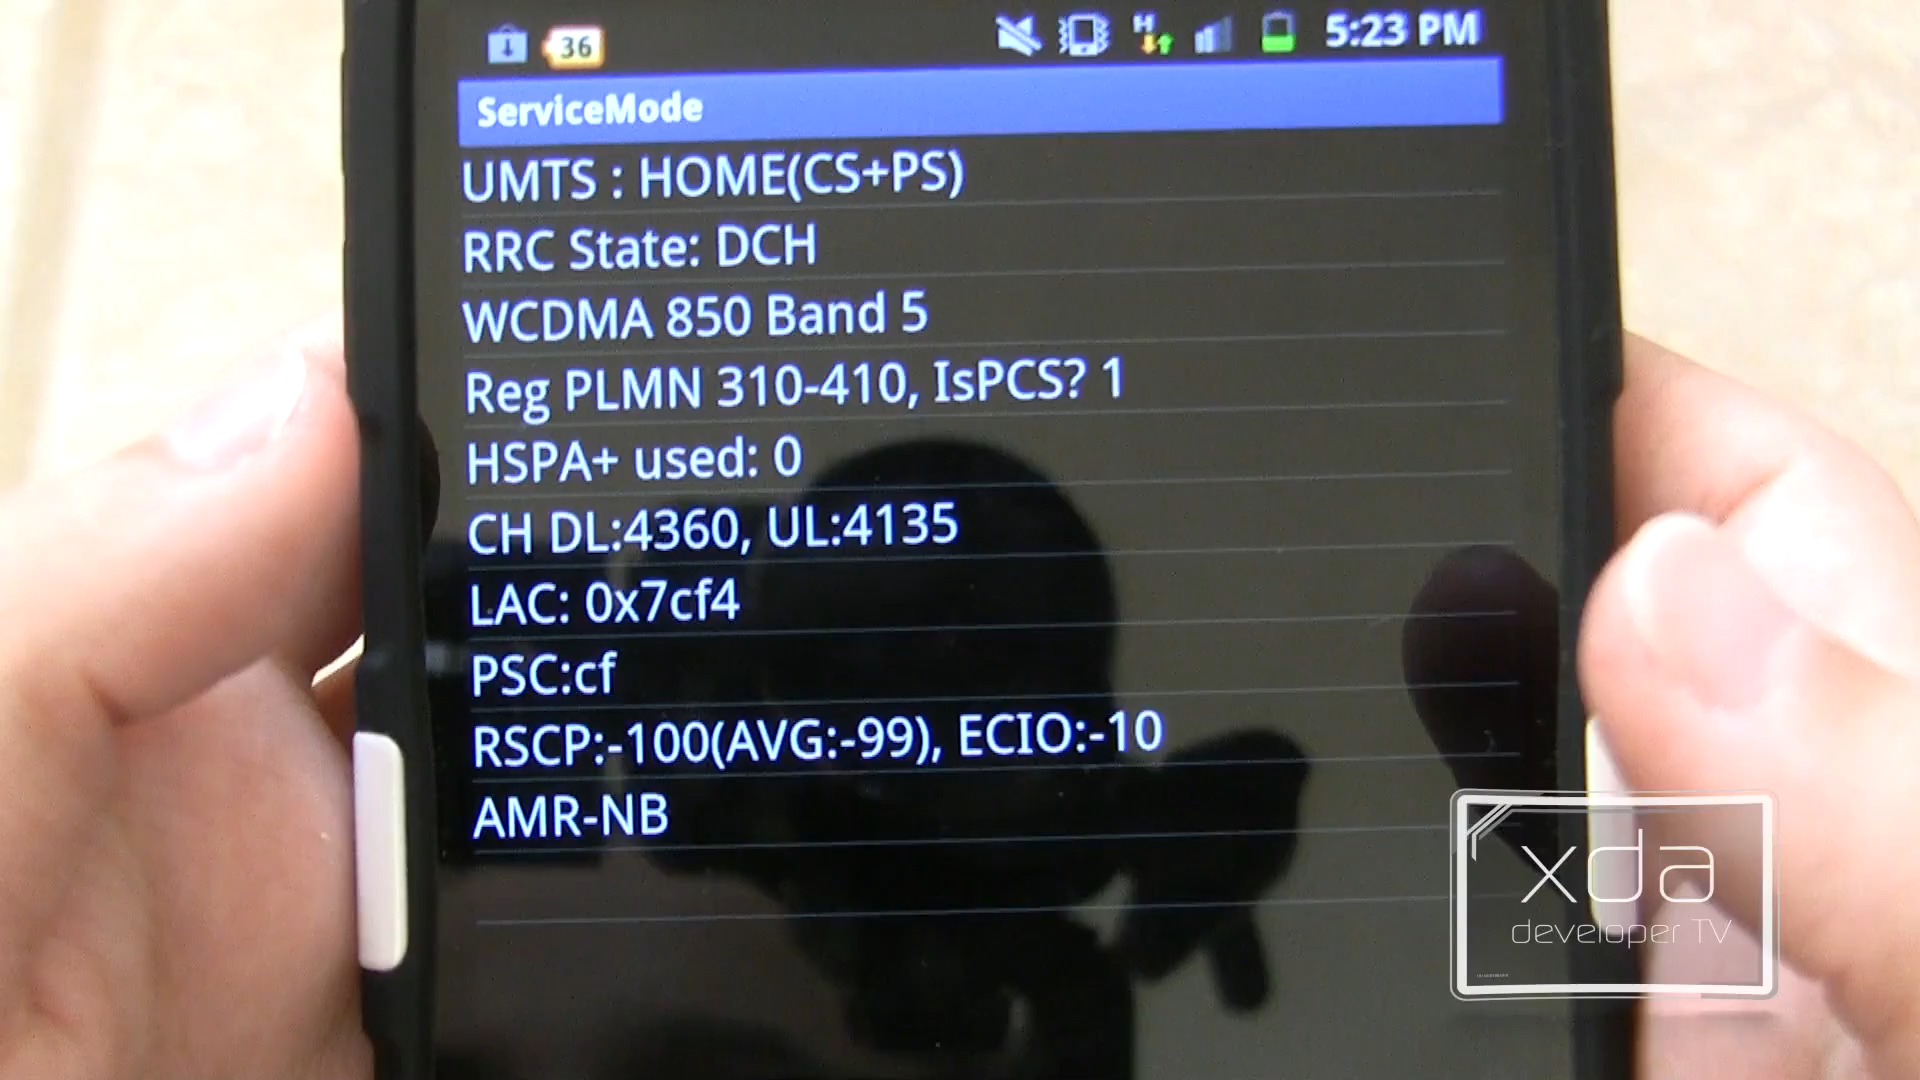 36
H
5:23 PM
ServiceMode
UMTS : HOME(CS+PS)
RRC State: DCH
WCDMA 850 Band 5
Reg PLMN 310-410, IsPCS? 1
HSPA+ used: 0
CH DL:4360, UL:4135
LAC: 0x7cf4
PSC:cf
RSCP:-100(AVG:-99), ECIO:-10
AMR-NB
xda
developer TV